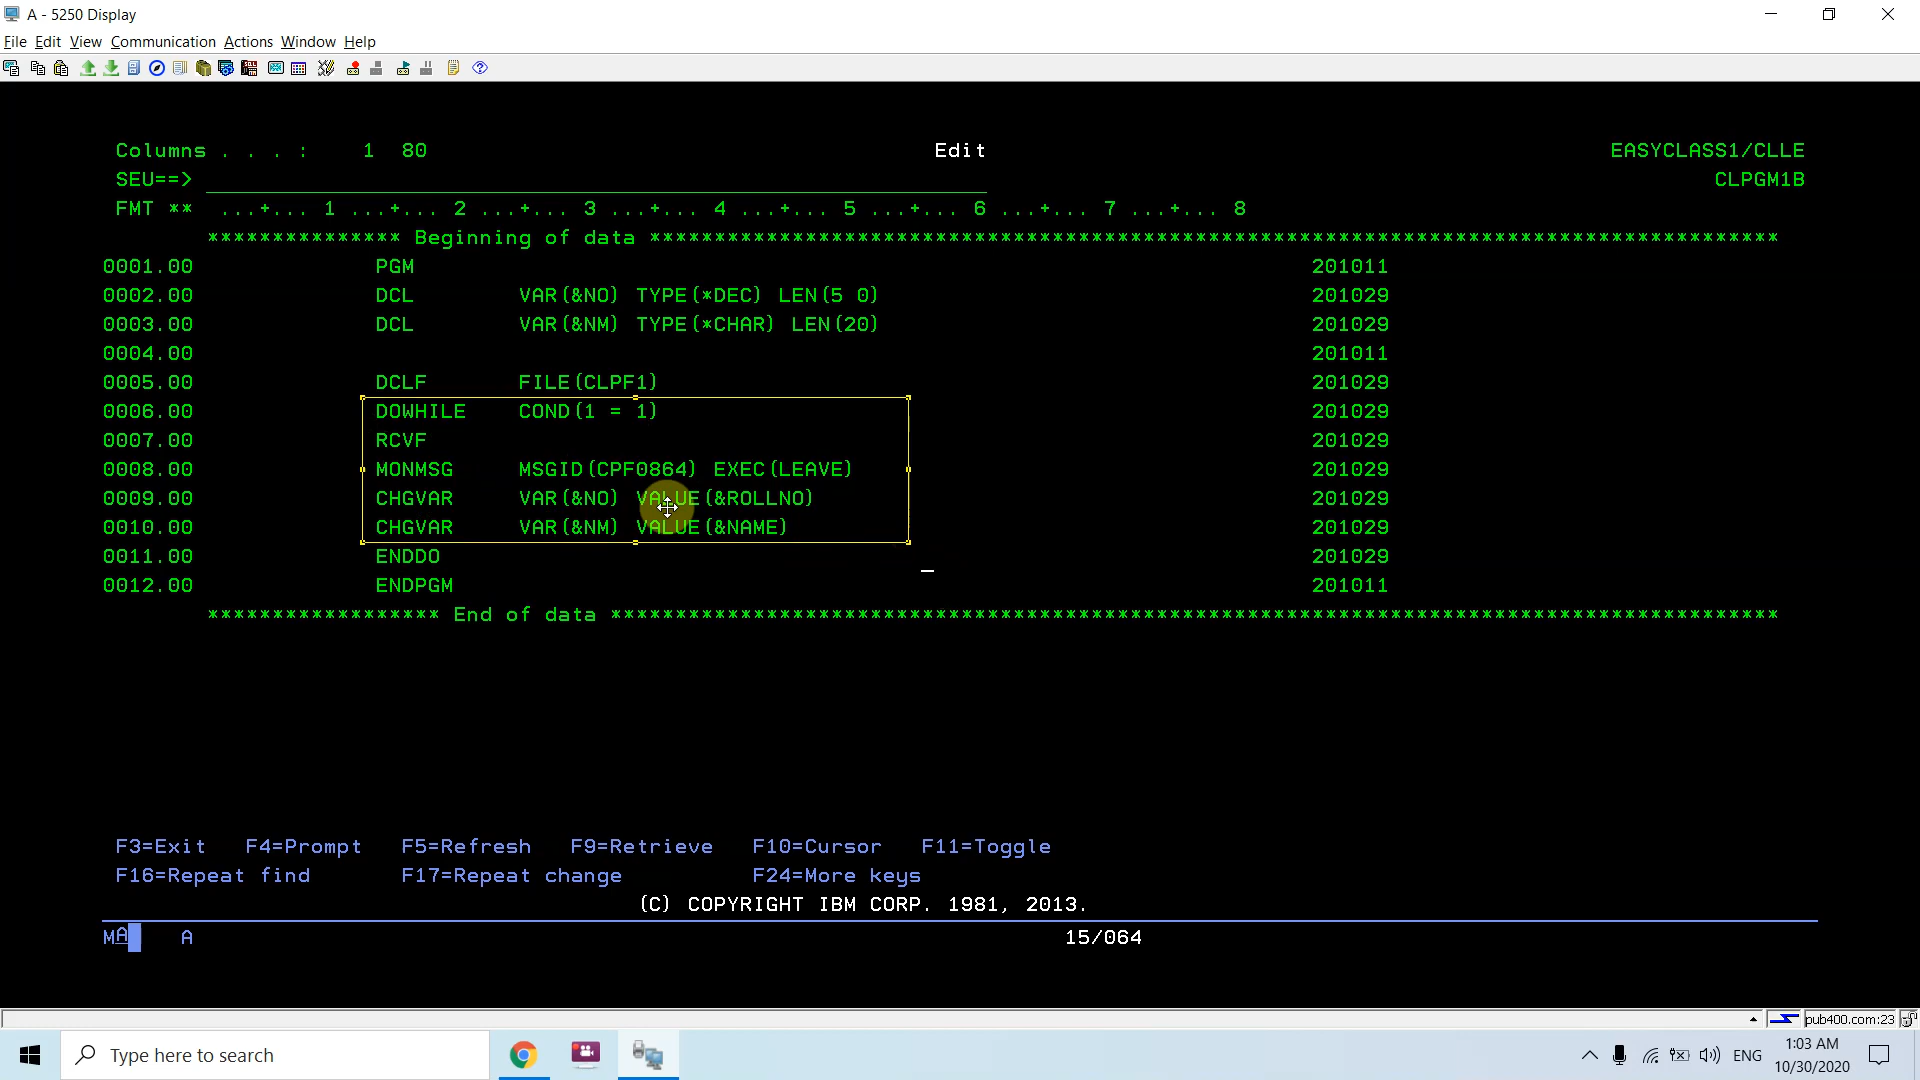 A - 5250 Display
File Edit View Communication Actions Window Help
Columns . . . : 1 80 Edit EASYCLASS1/CLLE
SEU==> CLPGM1B
FMT ** ...+... 1 ...+... 2 ...+... 3 ...+... 4 ...+... 5 ...+... 6 ...+... 7 ...+... 8
*************** Beginning of data ***************************************************************************************
0001.00 PGM 201011
0002.00 DCL VAR(&NO) TYPE(*DEC) LEN(5 0) 201029
0003.00 DCL VAR(&NM) TYPE(*CHAR) LEN(20) 201029
0004.00 201011
0005.00 DCLF FILE(CLPF1) 201029
0006.00 DOWHILE COND(1 = 1) 201029
0007.00 RCVF 201029
0008.00 MONMSG MSGID(CPF0864) EXEC(LEAVE) 201029
0009.00 CHGVAR VAR(&NO) VALUE(&ROLLNO) 201029
0010.00 CHGVAR VAR(&NM) VALUE(&NAME) 201029
0011.00 ENDDO 201029
0012.00 ENDPGM 201011
****************** End of data ******************************************************************************************
F3=Exit F4=Prompt F5=Refresh F9=Retrieve F10=Cursor F11=Toggle
F16=Repeat find F17=Repeat change F24=More keys
(C) COPYRIGHT IBM CORP. 1981, 2013.
MA A 15/064
pub400.com:23
Type here to search
ENG
1:03 AM
10/30/2020